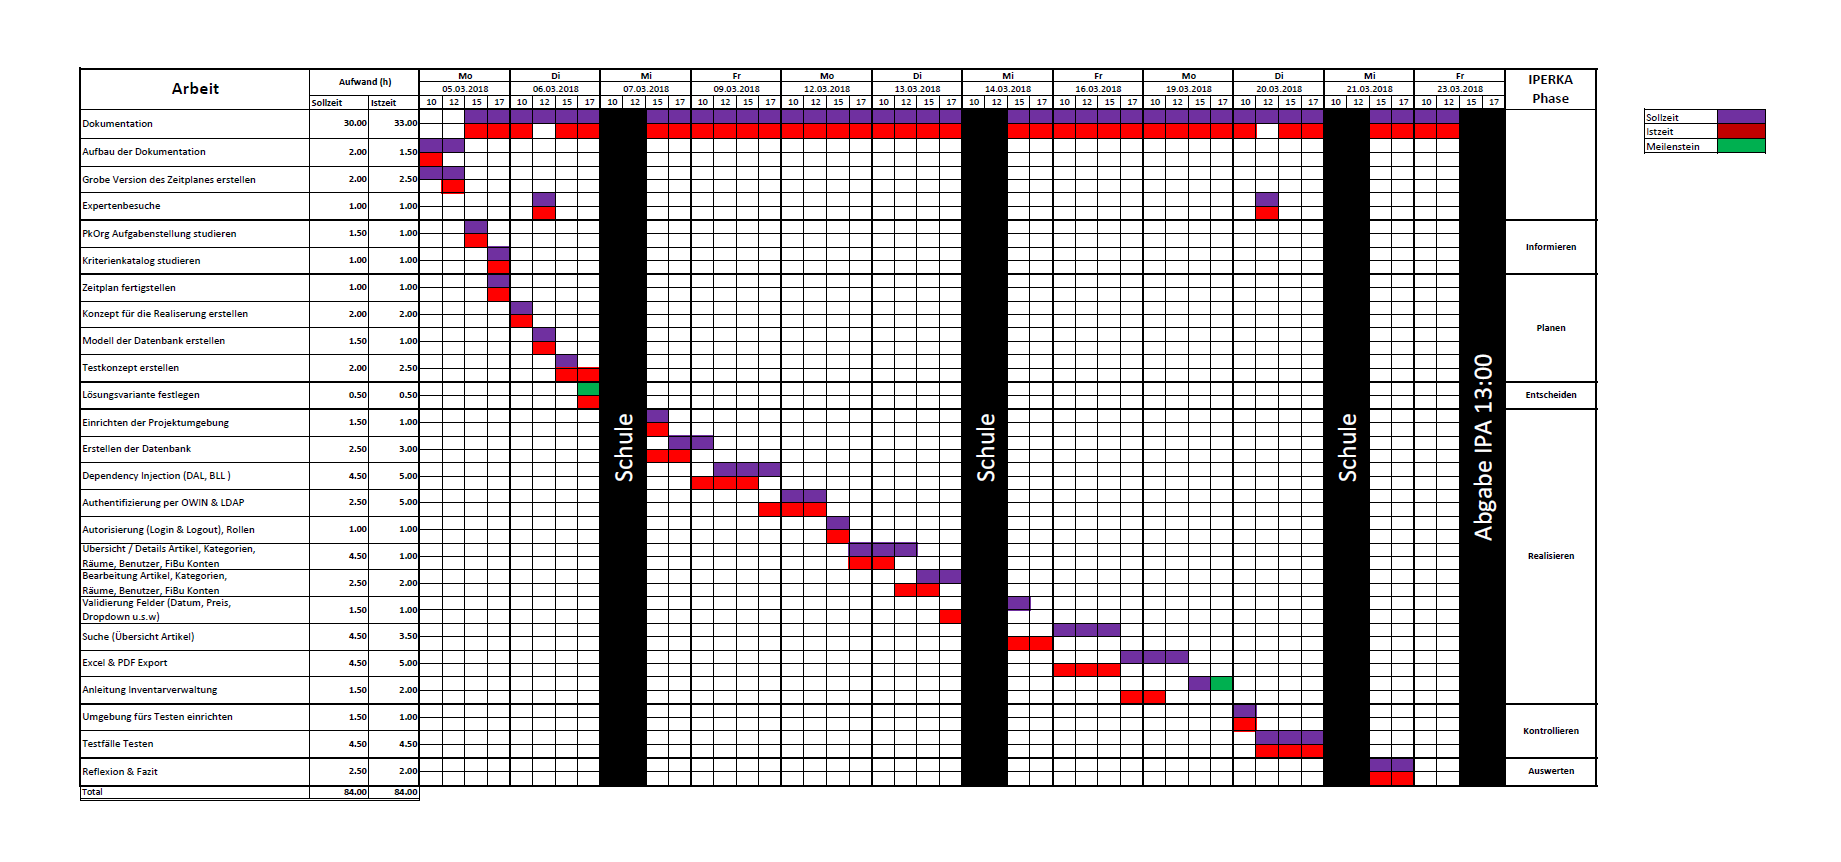 Arbeit
Aufwand (h)
Sollzeit Istzeit
Mo Di Mi Fr Mo Di Mi Fr Mo Di Mi Fr
05.03.2018 06.03.2018 07.03.2018 09.03.2018 12.03.2018 13.03.2018 14.03.2018 16.03.2018 19.03.2018 20.03.2018 21.03.2018 23.03.2018
10 12 15 17 10 12 15 17 10 12 15 17 10 12 15 17 10 12 15 17 10 12 15 17 10 12 15 17 10 12 15 17 10 12 15 17 10 12 15 17 10 12 15 17 10 12 15 17
IPERKA
Phase
Dokumentation 30.00 33.00
Aufbau der Dokumentation 2.00 1.50
Grobe Version des Zeitplanes erstellen 2.00 2.50
Expertenbesuche 1.00 1.00
PkOrg Aufgabenstellung studieren 1.50 1.00
Informieren
Kriterienkatalog studieren 1.00 1.00
Zeitplan fertigstellen 1.00 1.00
Konzept für die Realiserung erstellen 2.00 2.00
Planen
Modell der Datenbank erstellen 1.50 1.00
Testkonzept erstellen 2.00 2.50
Lösungsvariante festlegen 0.50 0.50 Entscheiden
Einrichten der Projektumgebung 1.50 1.00
Erstellen der Datenbank 2.50 3.00
Dependency Injection (DAL, BLL ) 4.50 5.00
Authentifizierung per OWIN & LDAP 2.50 5.00
Autorisierung (Login & Logout), Rollen 1.00 1.00
Übersicht / Details Artikel, Kategorien,
Räume, Benutzer, FiBu Konten 4.50 1.00
Realisieren
Bearbeitung Artikel, Kategorien,
Räume, Benutzer, FiBu Konten 2.50 2.00
Validierung Felder (Datum, Preis,
Dropdown u.s.w) 1.50 1.00
Suche (Übersicht Artikel) 4.50 3.50
Excel & PDF Export 4.50 5.00
Anleitung Inventarverwaltung 1.50 2.00
Umgebung fürs Testen einrichten 1.50 1.00
Kontrollieren
Testfälle Testen 4.50 4.50
Reflexion & Fazit 2.50 2.00 Auswerten
Total 84.00 84.00
Schule
Schule
Schule
Abgabe IPA 13:00
Sollzeit
Istzeit
Meilenstein